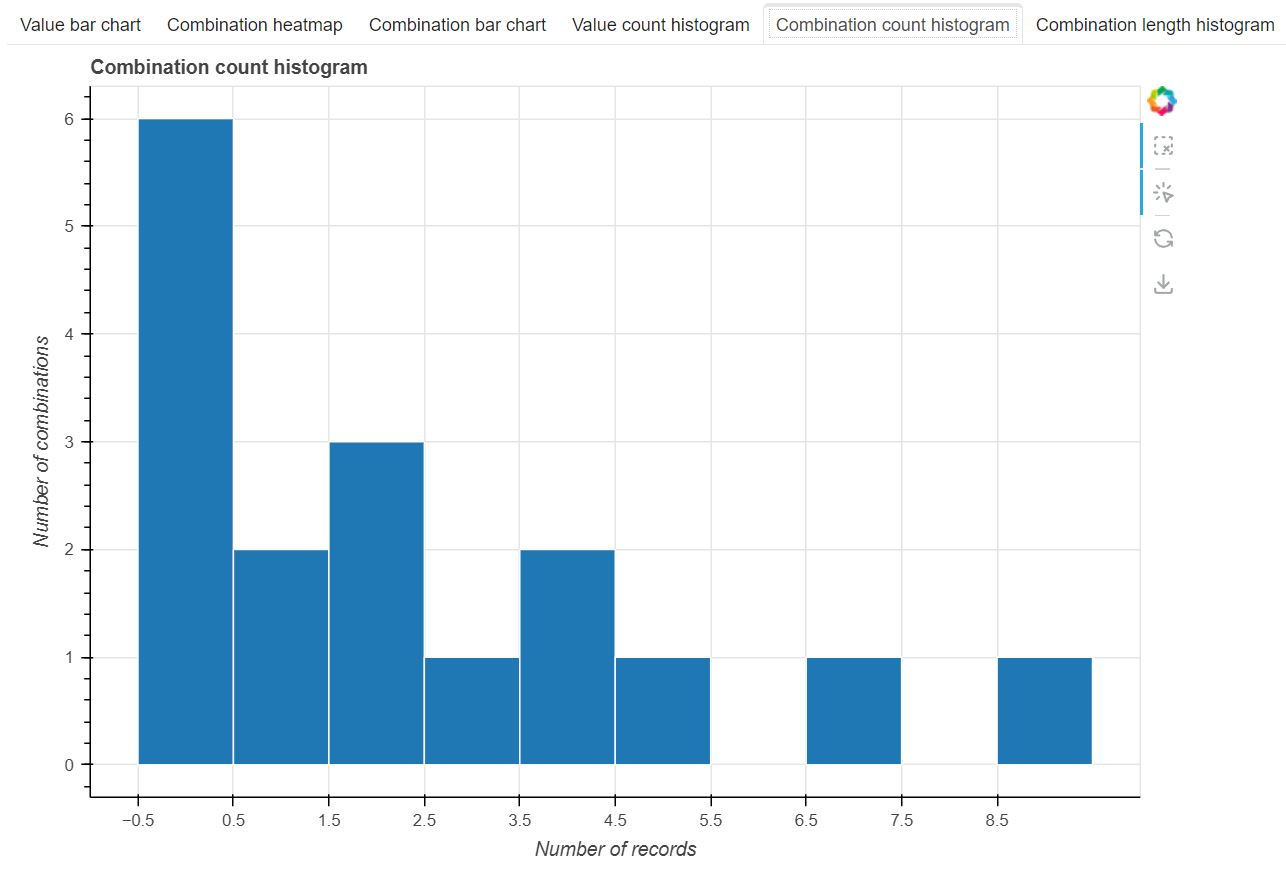 Value bar chart Combination heatmap Combination bar chart Value count histogram Combination count histogram Combination length histogram
Combination count histogram
6
5
4
3
2
1
0
Number of combinations
−0.5 0.5 1.5 2.5 3.5 4.5 5.5 6.5 7.5 8.5
Number of records